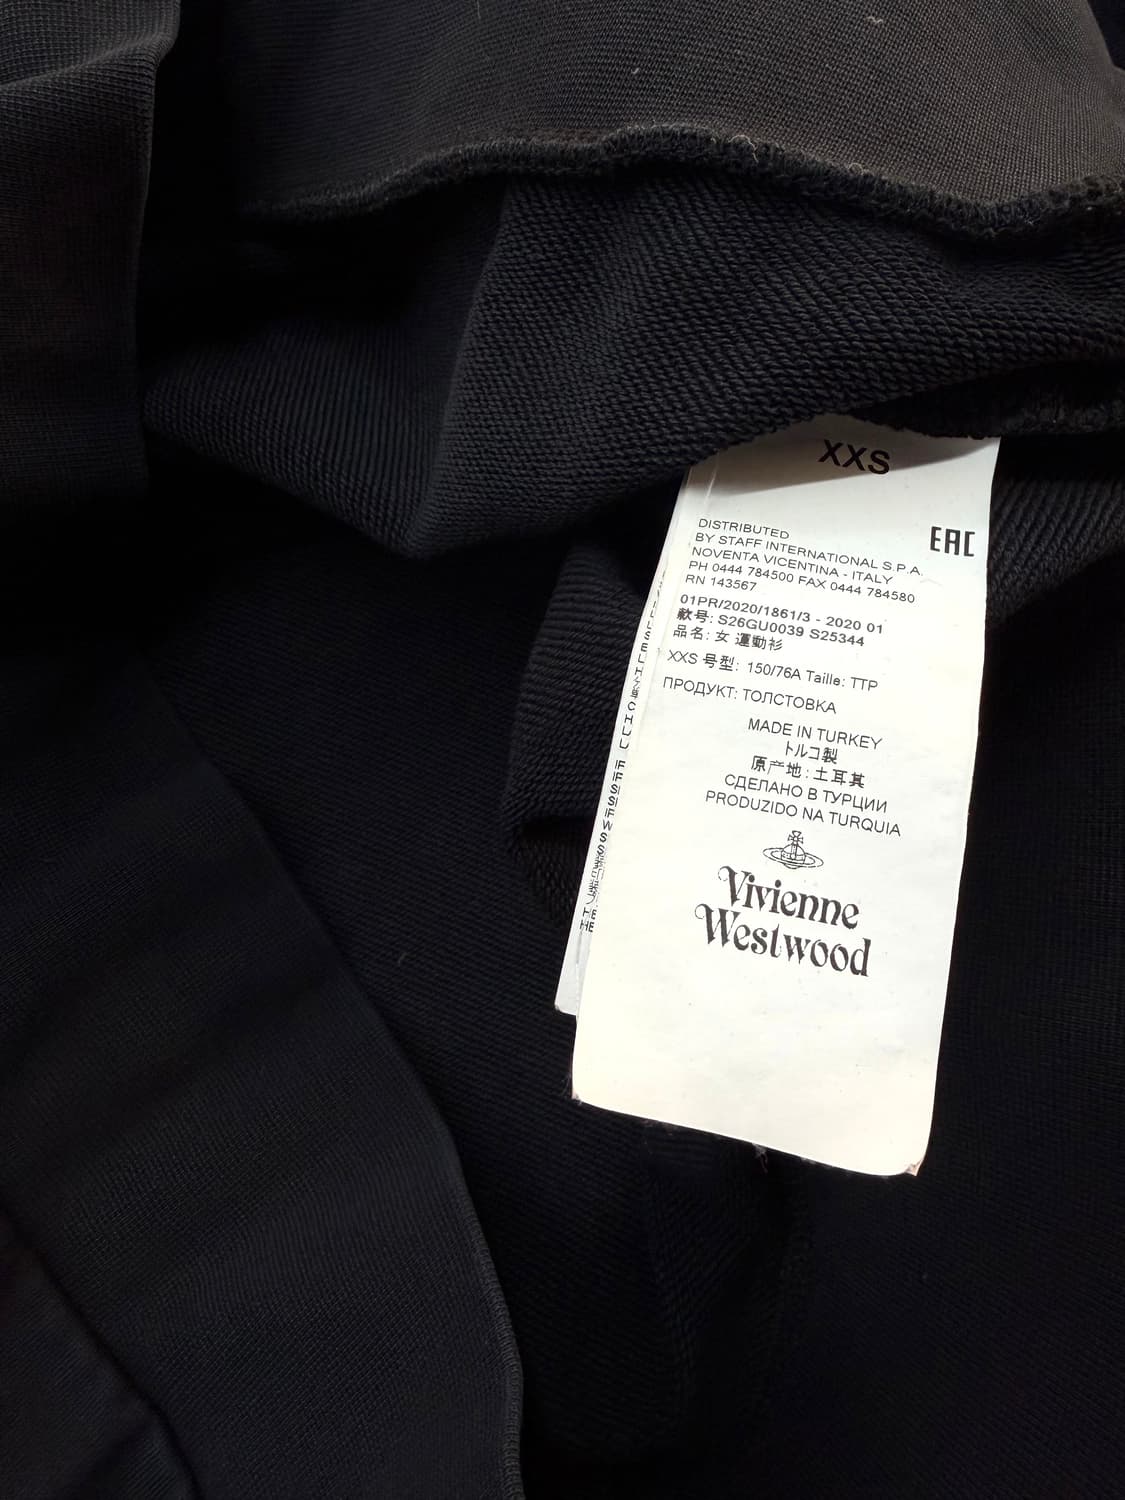 XXS
EAC
DISTRIBUTED
BY STAFF INTERNATIONAL S.P.A.
NOVENTA VICENTINA - ITALY
PH 0444 784500 FAX 0444 784580
RN 143567
01PR/2020/1861/3 - 2020 01
款号: S26GU0039 S25344
品名: 女 運動衫
XXS 号型: 150/76A Taille: TTP
ПРОДУКТ: ТОЛСТОВКА
MADE IN TURKEY
トルコ製
原产地: 土耳其
СДЕЛАНО В ТУРЦИИ
PRODUZIDO NA TURQUIA
Vivienne
Westwood